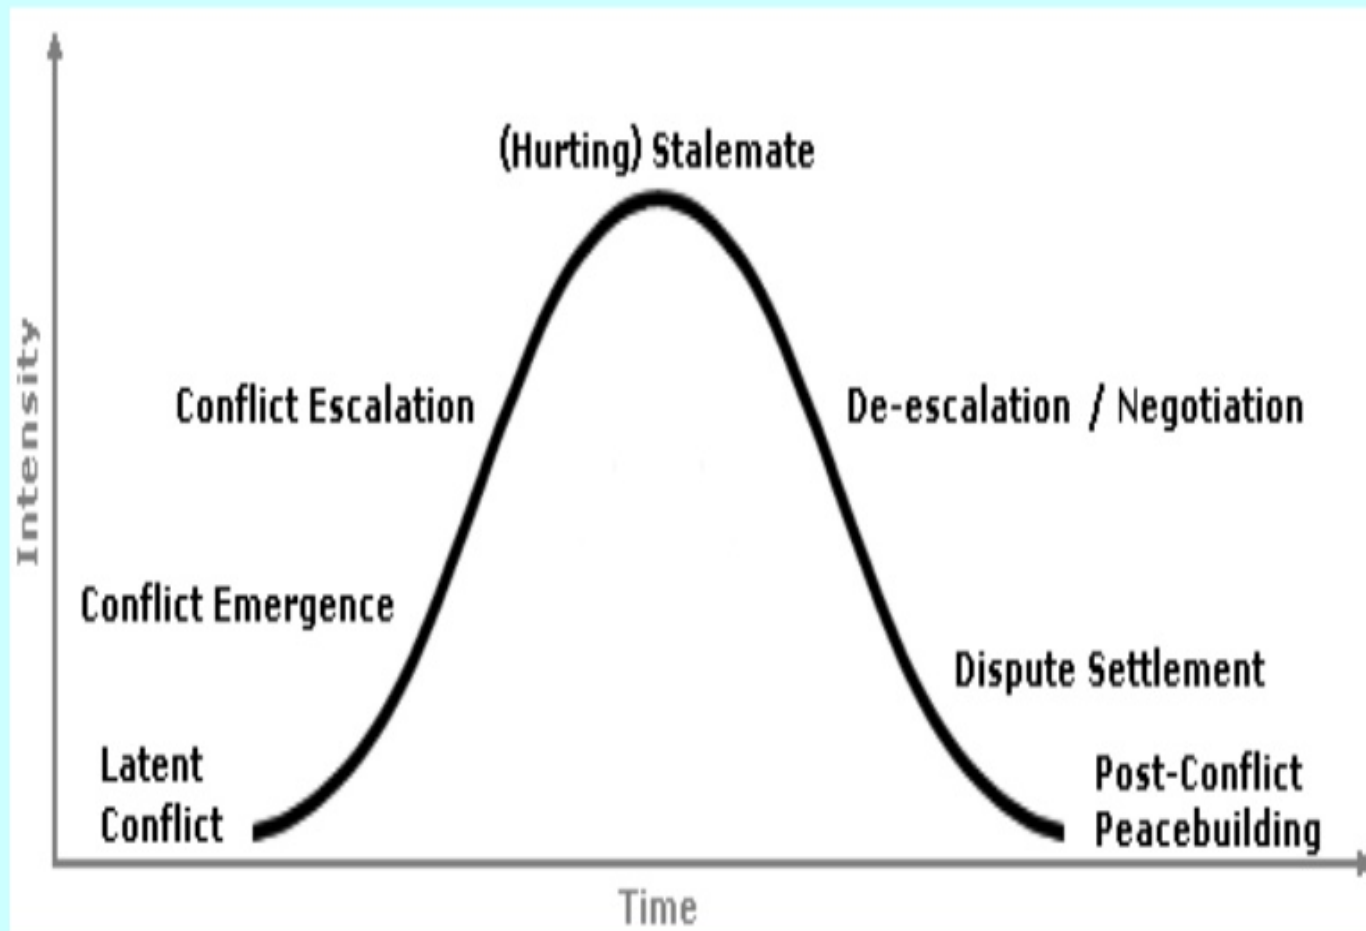 (Hurting) Stalemate
Intensity
Conflict Escalation
De-escalation / Negotiation
Conflict Emergence
Dispute Settlement
Latent
Conflict
Post-Conflict
Peacebuilding
Time